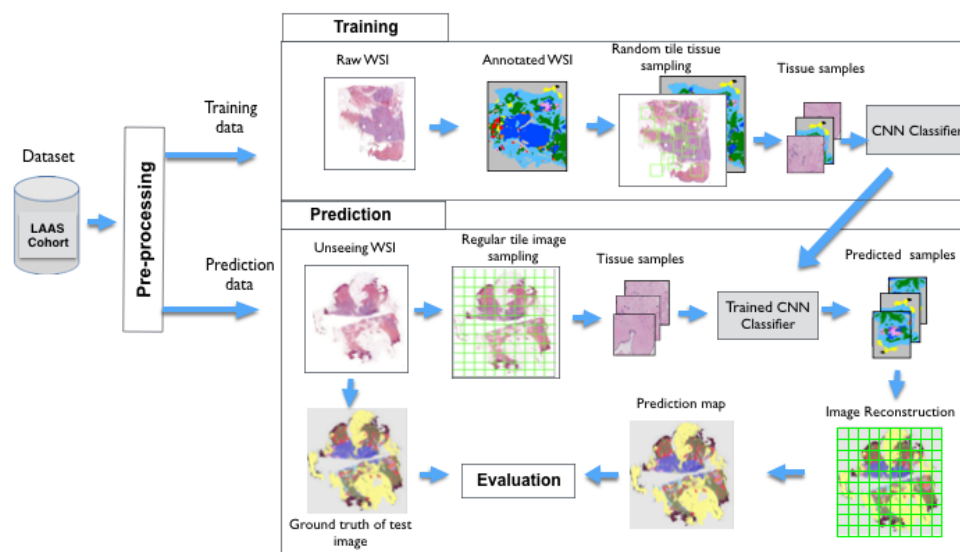 Training
Raw WSI
Annotated WSI
Random tile tissue
sampling
Tissue samples
CNN Classifier
Training
data
Dataset
LAAS
Cohort
Pre-processing
Prediction
data
Prediction
Unseeing WSI
Regular tile image
sampling
Tissue samples
Trained CNN
Classifier
Predicted samples
Image Reconstruction
Prediction map
Evaluation
Ground truth of test
image